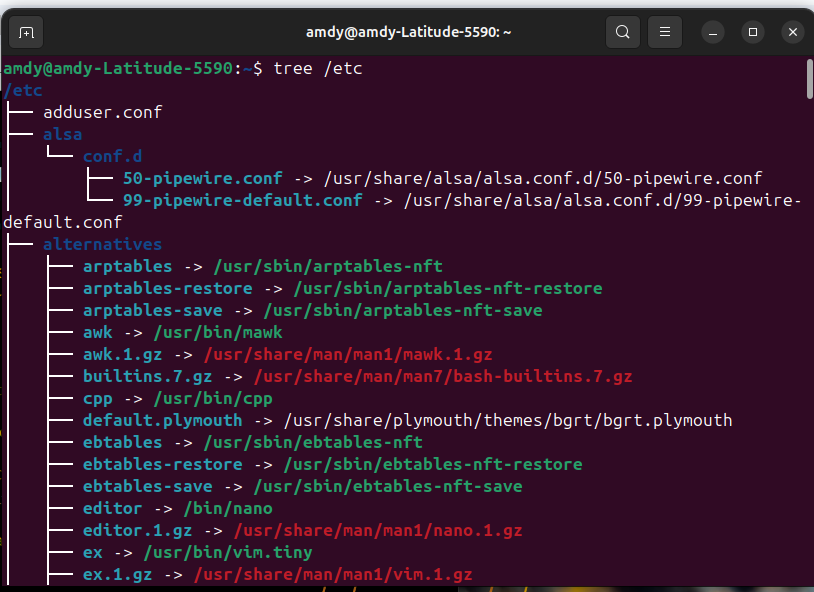 amdy@amdy-Latitude-5590: ~
amdy@amdy-Latitude-5590:~$ tree /etc
/etc
├── adduser.conf
├── alsa
│   └── conf.d
│       ├── 50-pipewire.conf -> /usr/share/alsa/alsa.conf.d/50-pipewire.conf
│       └── 99-pipewire-default.conf -> /usr/share/alsa/alsa.conf.d/99-pipewire-
default.conf
├── alternatives
│   ├── arptables -> /usr/sbin/arptables-nft
│   ├── arptables-restore -> /usr/sbin/arptables-nft-restore
│   ├── arptables-save -> /usr/sbin/arptables-nft-save
│   ├── awk -> /usr/bin/mawk
│   ├── awk.1.gz -> /usr/share/man/man1/mawk.1.gz
│   ├── builtins.7.gz -> /usr/share/man/man7/bash-builtins.7.gz
│   ├── cpp -> /usr/bin/cpp
│   ├── default.plymouth -> /usr/share/plymouth/themes/bgrt/bgrt.plymouth
│   ├── ebtables -> /usr/sbin/ebtables-nft
│   ├── ebtables-restore -> /usr/sbin/ebtables-nft-restore
│   ├── ebtables-save -> /usr/sbin/ebtables-nft-save
│   ├── editor -> /bin/nano
│   ├── editor.1.gz -> /usr/share/man/man1/nano.1.gz
│   ├── ex -> /usr/bin/vim.tiny
│   ├── ex.1.gz -> /usr/share/man/man1/vim.1.gz